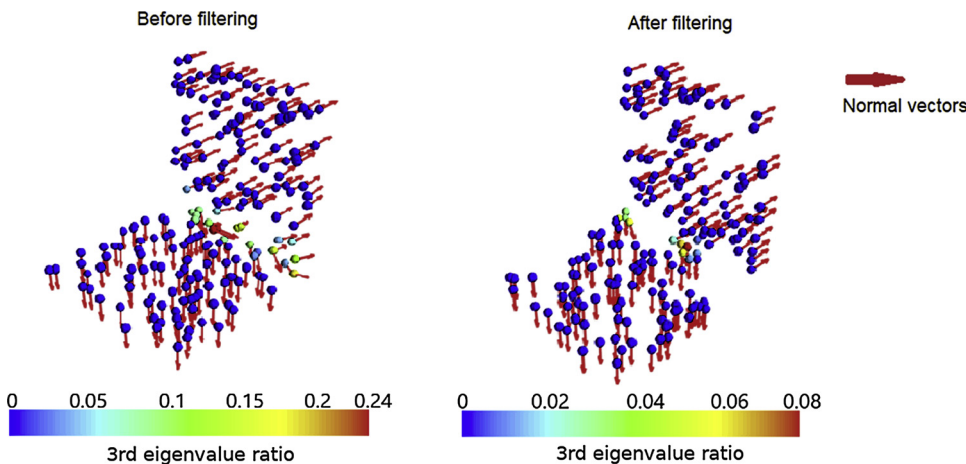 Before filtering
After filtering
Normal vectors
0 0.05 0.1 0.15 0.2 0.24
3rd eigenvalue ratio
0 0.02 0.04 0.06 0.08
3rd eigenvalue ratio